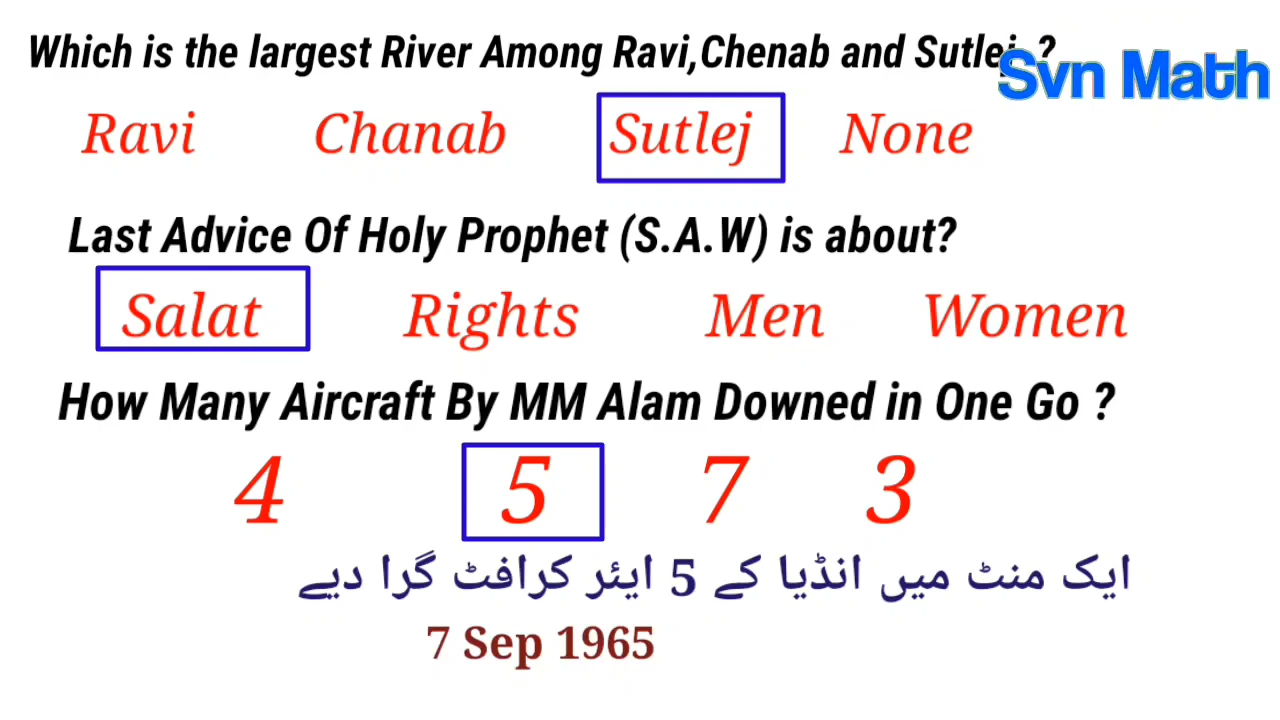 Which is the largest River Among Ravi,Chenab and Sutlej ?
Svn Math
Ravi Chanab Sutlej None
Last Advice Of Holy Prophet (S.A.W) is about?
Salat Rights Men Women
How Many Aircraft By MM Alam Downed in One Go ?
4 5 7 3
ایک منٹ میں انڈیا کے 5 ایئر کرافٹ گرا دیے
7 Sep 1965